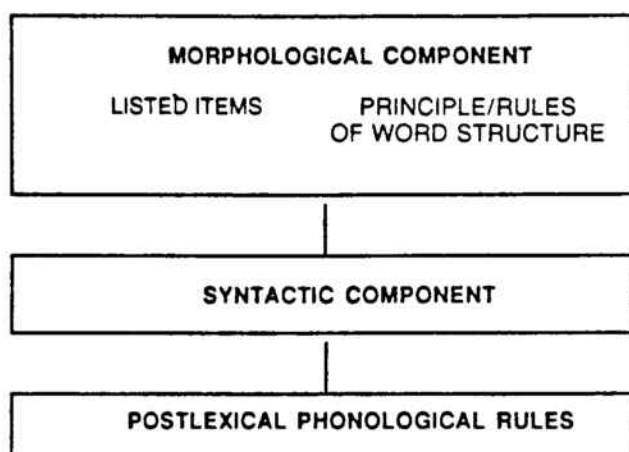 MORPHOLOGICAL COMPONENT
LISTED ITEMS PRINCIPLE/RULES
OF WORD STRUCTURE
SYNTACTIC COMPONENT
POSTLEXICAL PHONOLOGICAL RULES